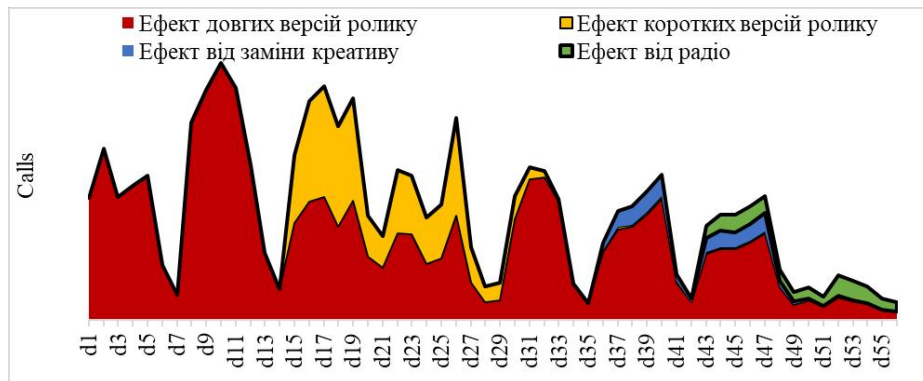 Ефект довгих версій ролику
Ефект коротких версій ролику
Ефект від заміни креативу
Ефект від радіо
Calls
d1 d3 d5 d7 d9 d11 d13 d15 d17 d19 d21 d23 d25 d27 d29 d31 d33 d35 d37 d39 d41 d43 d45 d47 d49 d51 d53 d55